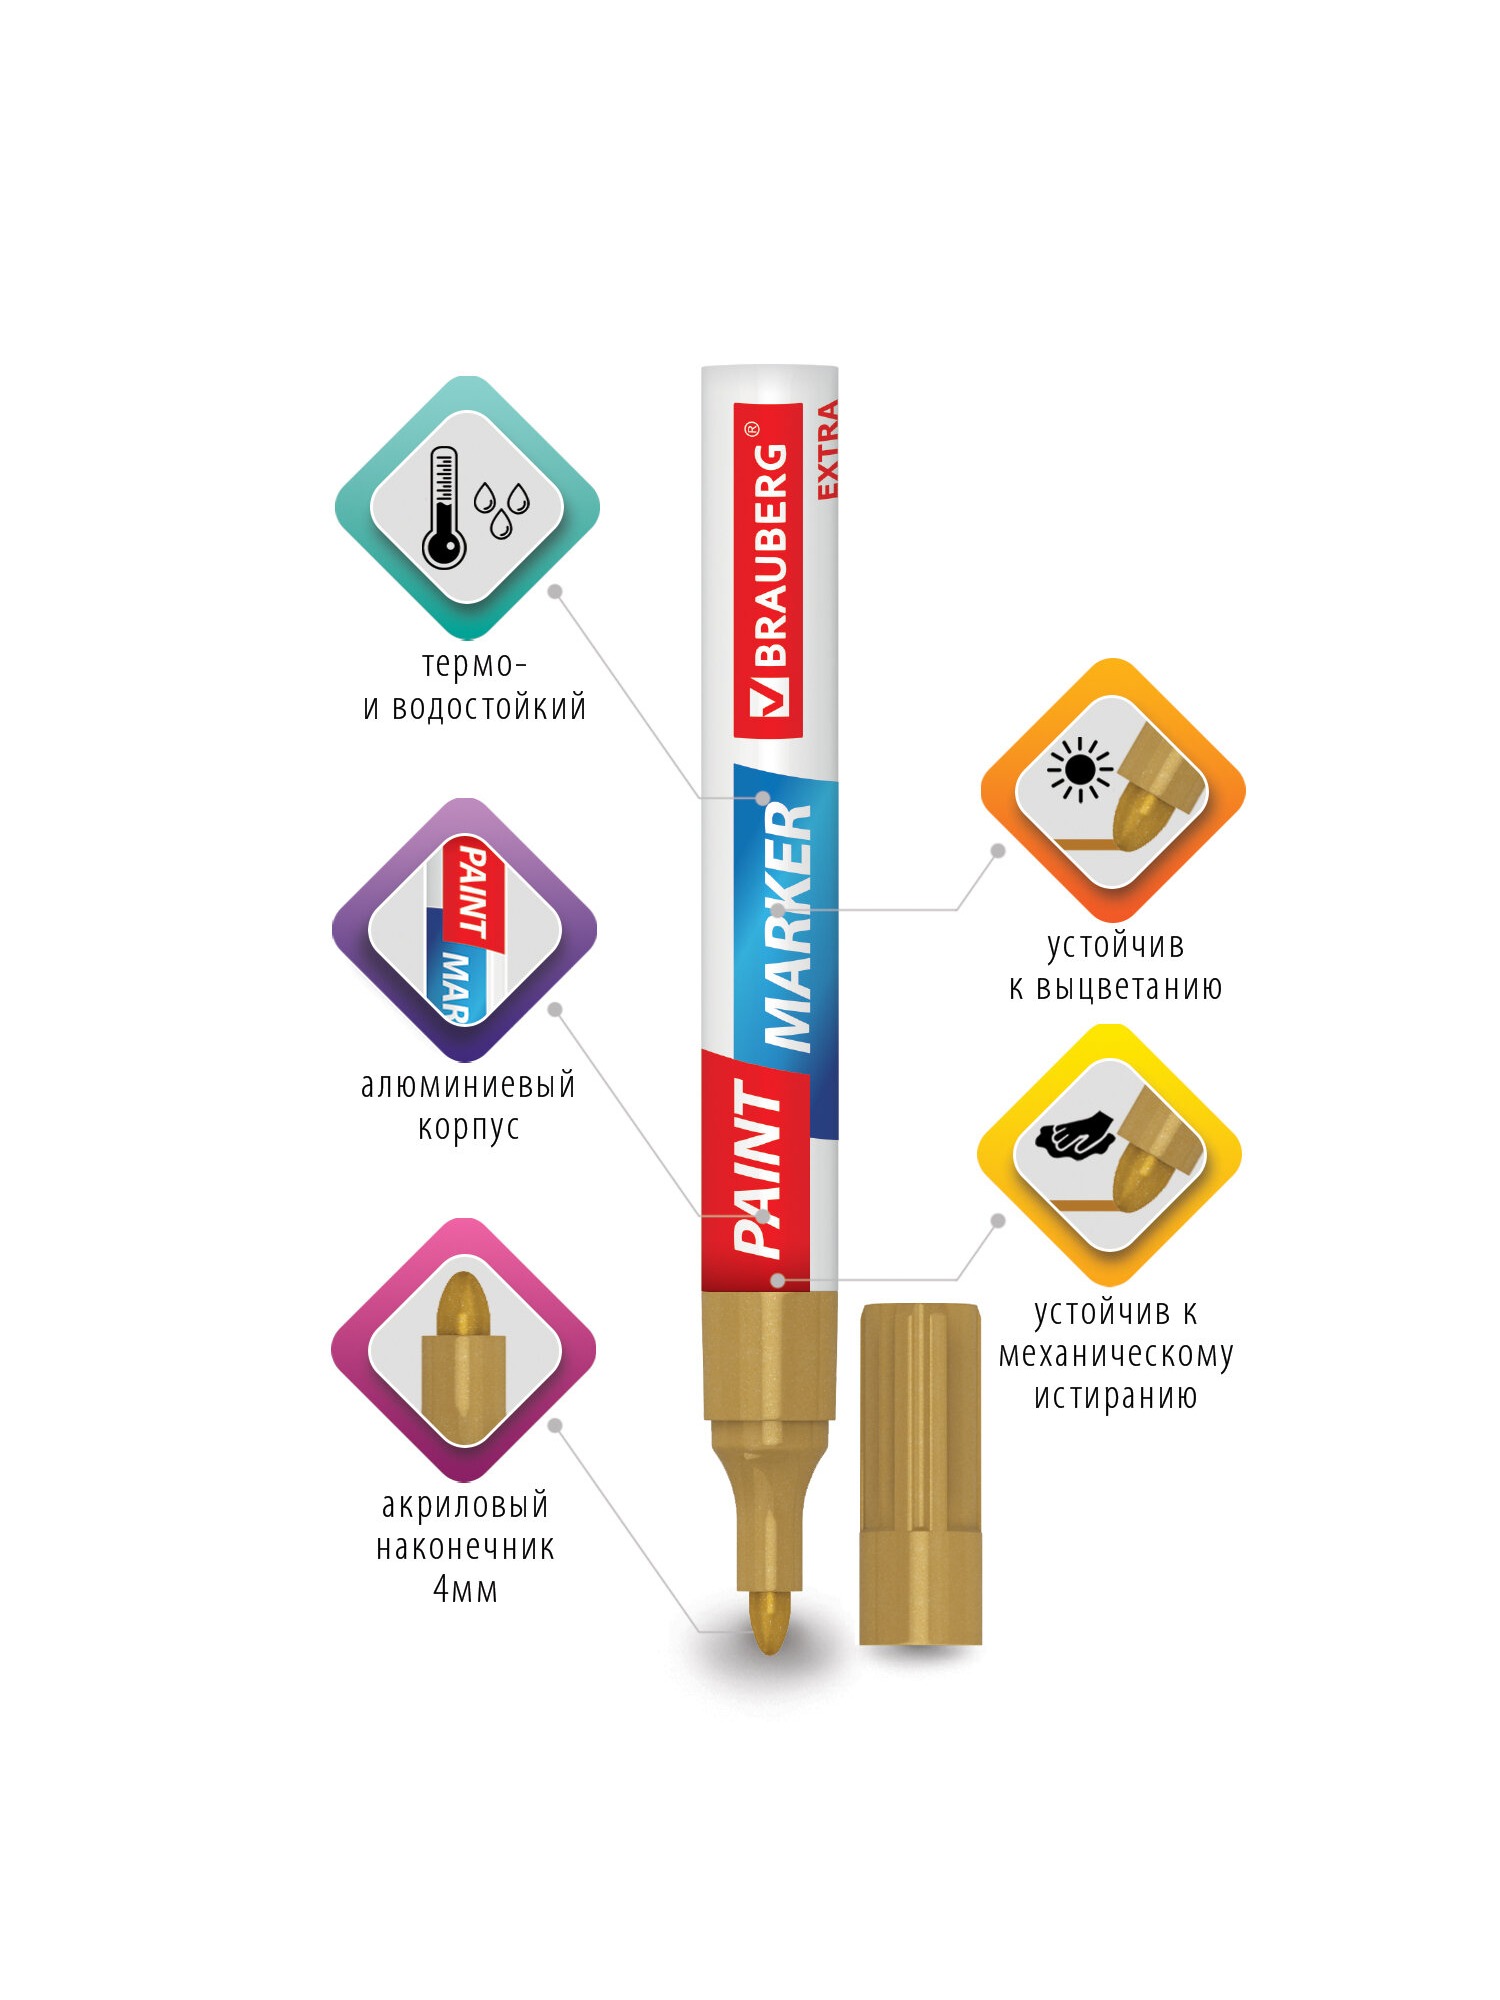 термо-
и водостойкий
алюминиевый
корпус
акриловый
наконечник
4мм
BRAUBERG®
EXTRA
MARKER
PAINT
PAINT
MAR
устойчив
к выцветанию
устойчив к
механическому
истиранию